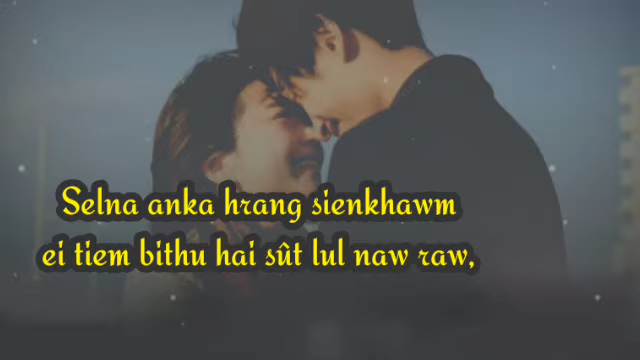 Selna anka hrang sienkhawm
ei tiem bithu hai sût lul naw raw,